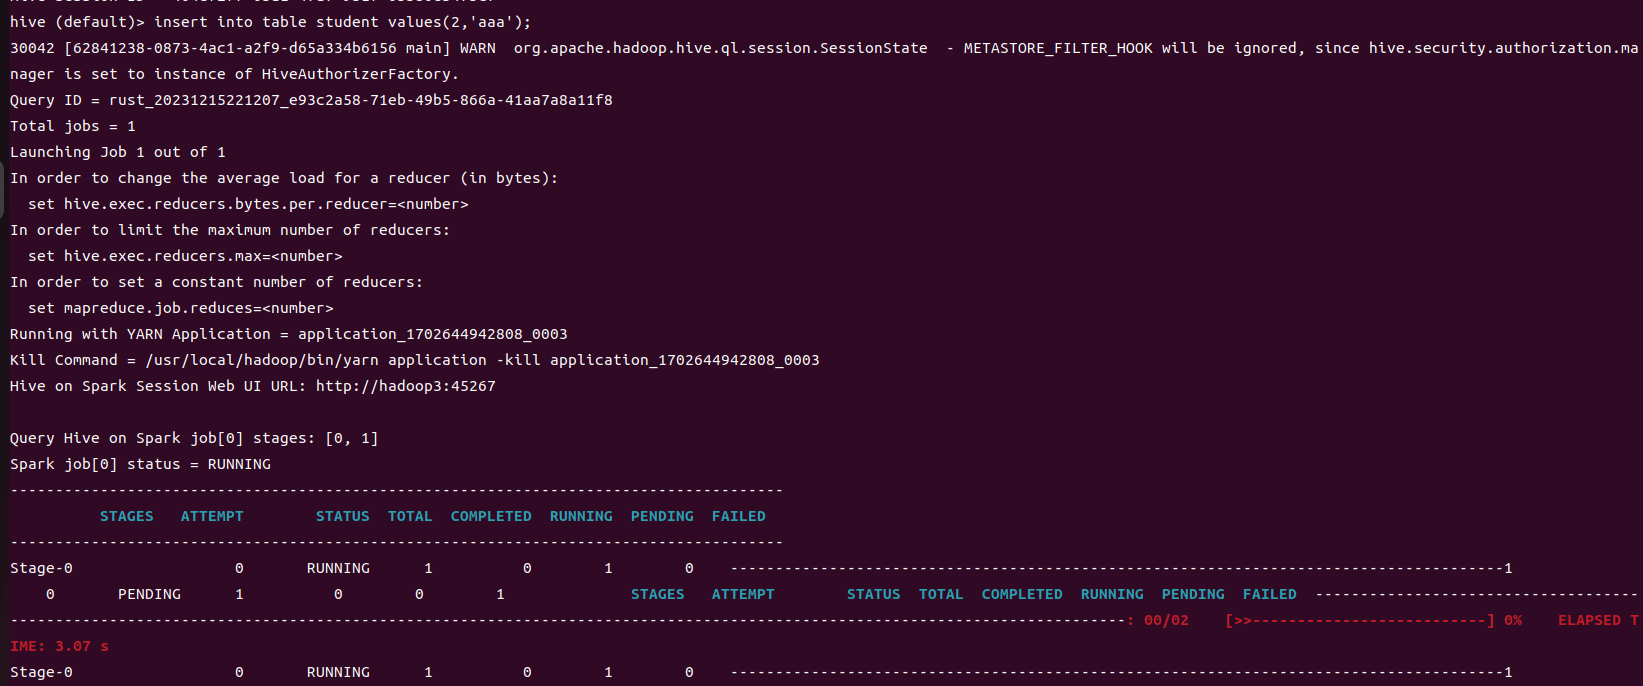 hive (default)> insert into table student values(2,'aaa');
30042 [62841238-0873-4ac1-a2f9-d65a334b6156 main] WARN  org.apache.hadoop.hive.ql.session.SessionState  - METASTORE_FILTER_HOOK will be ignored, since hive.security.authorization.ma
nager is set to instance of HiveAuthorizerFactory.
Query ID = rust_20231215221207_e93c2a58-71eb-49b5-866a-41aa7a8a11f8
Total jobs = 1
Launching Job 1 out of 1
In order to change the average load for a reducer (in bytes):
  set hive.exec.reducers.bytes.per.reducer=<number>
In order to limit the maximum number of reducers:
  set hive.exec.reducers.max=<number>
In order to set a constant number of reducers:
  set mapreduce.job.reduces=<number>
Running with YARN Application = application_1702644942808_0003
Kill Command = /usr/local/hadoop/bin/yarn application -kill application_1702644942808_0003
Hive on Spark Session Web UI URL: http://hadoop3:45267
Query Hive on Spark job[0] stages: [0, 1]
Spark job[0] status = RUNNING
--------------------------------------------------------------------------------------
          STAGES   ATTEMPT        STATUS  TOTAL  COMPLETED  RUNNING  PENDING  FAILED
--------------------------------------------------------------------------------------
Stage-0                  0       RUNNING      1          0        1        0    --------------------------------------------------------------------------------------1
    0       PENDING      1          0        0        1              STAGES   ATTEMPT        STATUS  TOTAL  COMPLETED  RUNNING  PENDING  FAILED  ------------------------------------
----------------------------------------------------------------------------------------------------------------------------: 00/02    [>>--------------------------] 0%    ELAPSED T
IME: 3.07 s
Stage-0                  0       RUNNING      1          0        1        0    --------------------------------------------------------------------------------------1